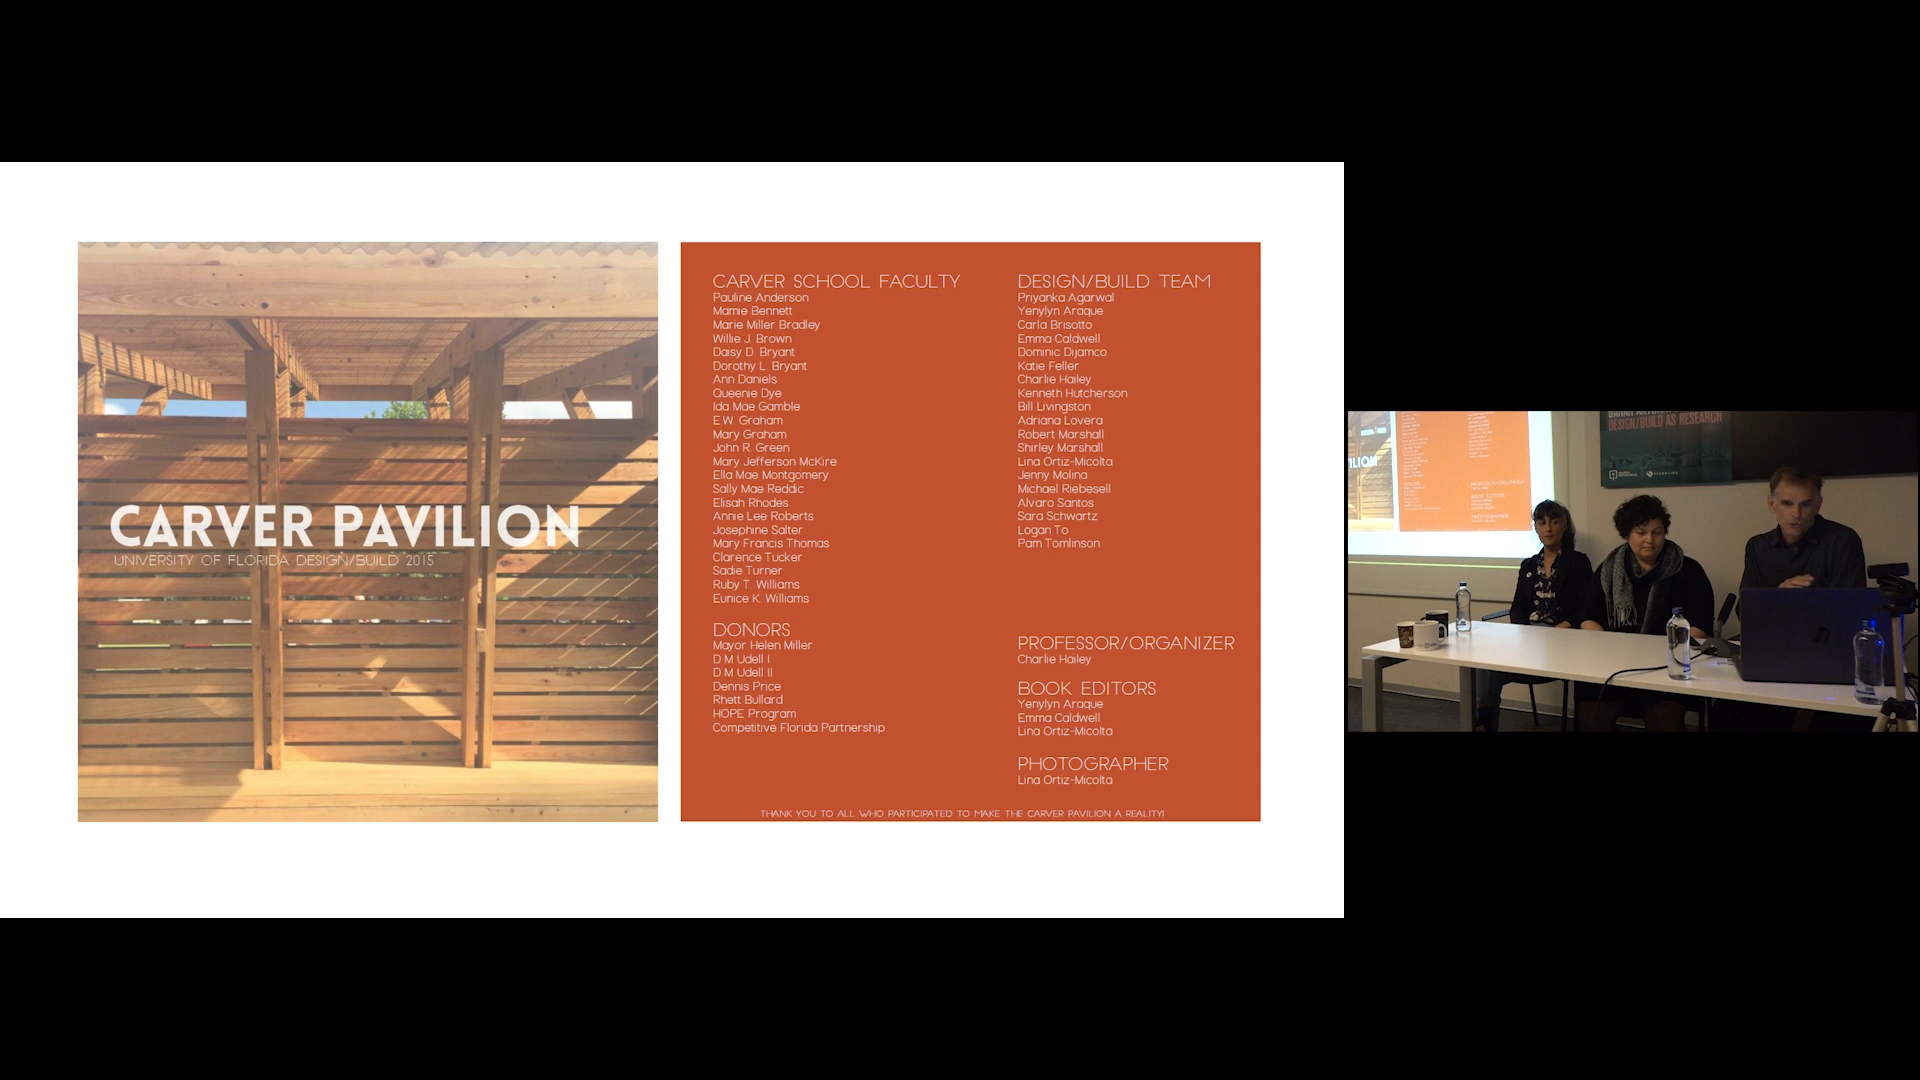 CARVER PAVILION
UNIVERSITY OF FLORIDA DESIGN/BUILD 2015
CARVER SCHOOL FACULTY
Pauline Anderson
Mamie Bennett
Marie Miller Bradley
Willie J. Brown
Daisy D. Bryant
Dorothy L. Bryant
Ann Daniels
Queenie Dye
Ida Mae Gamble
E.W. Graham
Mary Graham
John R. Green
Mary Jefferson McKire
Ella Mae Montgomery
Sally Mae Reddic
Elisah Rhodes
Annie Lee Roberts
Josephine Salter
Mary Francis Thomas
Clarence Tucker
Sadie Turner
Ruby T. Williams
Eunice K. Williams
DONORS
Mayor Helen Miller
D M Udell I
D M Udell II
Dennis Price
Rhett Bullard
HOPE Program
Competitive Florida Partnership
DESIGN/BUILD TEAM
Priyanka Agarwal
Yenylyn Araque
Carla Brisotto
Emma Caldwell
Dominic Dijamco
Katie Feller
Charlie Hailey
Kenneth Hutcherson
Bill Livingston
Adriana Lovera
Robert Marshall
Shirley Marshall
Lina Ortiz-Micolta
Jenny Molina
Michael Riebesell
Alvaro Santos
Sara Schwartz
Logan To
Pam Tomlinson
PROFESSOR/ORGANIZER
Charlie Hailey
BOOK EDITORS
Yenylyn Araque
Emma Caldwell
Lina Ortiz-Micolta
PHOTOGRAPHER
Lina Ortiz-Micolta
THANK YOU TO ALL WHO PARTICIPATED TO MAKE THE CARVER PAVILION A REALITY!
DESIGN/BUILD AS RESEARCH